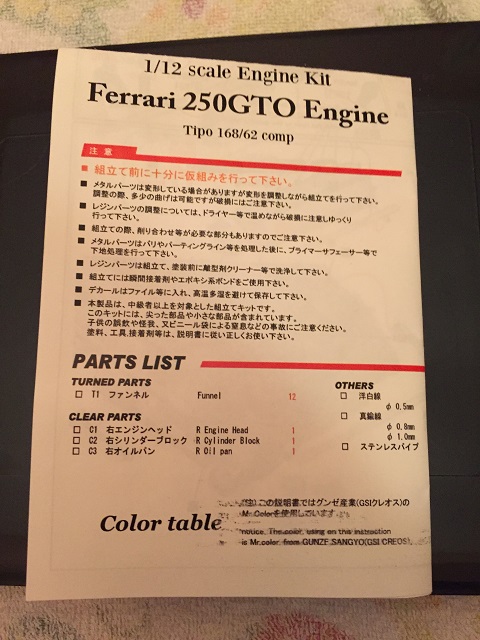 1/12 scale Engine Kit
Ferrari 250GTO Engine
Tipo 168/62 comp
注意
■ 組立て前に十分に仮組みを行って下さい。
■ メタルパーツは変形している場合がありますが変形を調整しながら組立てを行って下さい。
調整の際、多少の曲げは可能ですが破損にはご注意下さい。
■ レジンパーツの調整については、ドライヤー等で温めながら破損に注意しゆっくり
行って下さい。
■ 組立ての際、削り合わせ等が必要な部分もありますのでご注意下さい。
■ メタルパーツはバリやパーティングライン等を処理した後に、プライマーサフェーサー等で
下地処理を行って下さい。
■ レジンパーツは組立て、塗装前に離型剤クリーナー等で洗浄して下さい。
■ 組立てには瞬間接着剤やエポキシ系ボンドをご使用下さい。
■ デカールはファイル等に入れ、高温多湿を避けて保存して下さい。
■ 本製品は、中級者以上を対象とした組立てキットです。
このキットには、尖った部品や小さな部品が含まれています。
子供の誤飲や怪我、又ビニール袋による窒息などの事故にご注意ください。
塗料、工具,接着剤等は、説明書に従い正しくお使い下さい。
PARTS LIST
TURNED PARTS
□ T1 ファンネル Funnel 12
CLEAR PARTS
□ C1 右エンジンヘッド R Engine Head 1
□ C2 右シリンダーブロック R Cylinder Block 1
□ C3 右オイルパン R Oil pan 1
OTHERS
□ 洋白線
φ 0.5mm
□ 真鍮線
φ 0.8mm
φ 1.0mm
□ ステンレスパイプ
Color table
(注) この説明書ではグンゼ産業(GSIクレオス)の
Mr. Colorを使用しています。
notice. The color, using on this instruction
is Mr.color from GUNZE SANGYO(GSI CREOS)